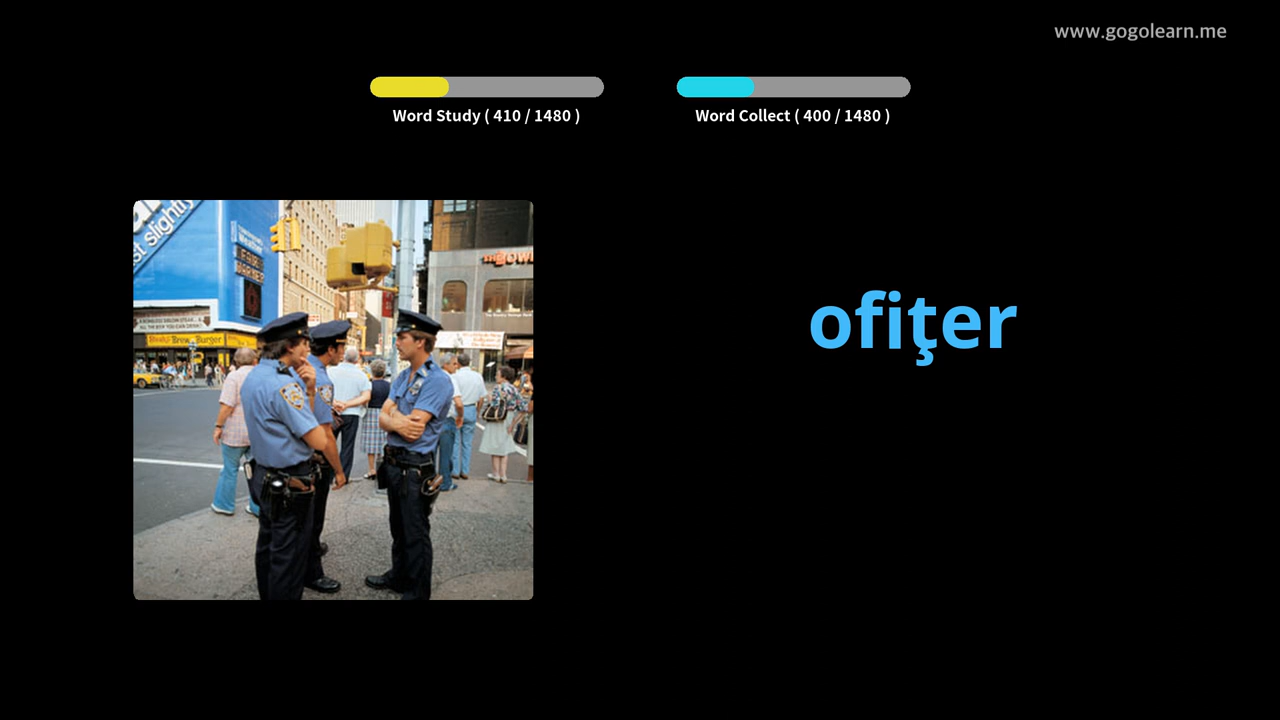 www.gogolearn.me
Word Study ( 410 / 1480 )
Word Collect ( 400 / 1480 )
st slightly
Brew Burger
ofiţer